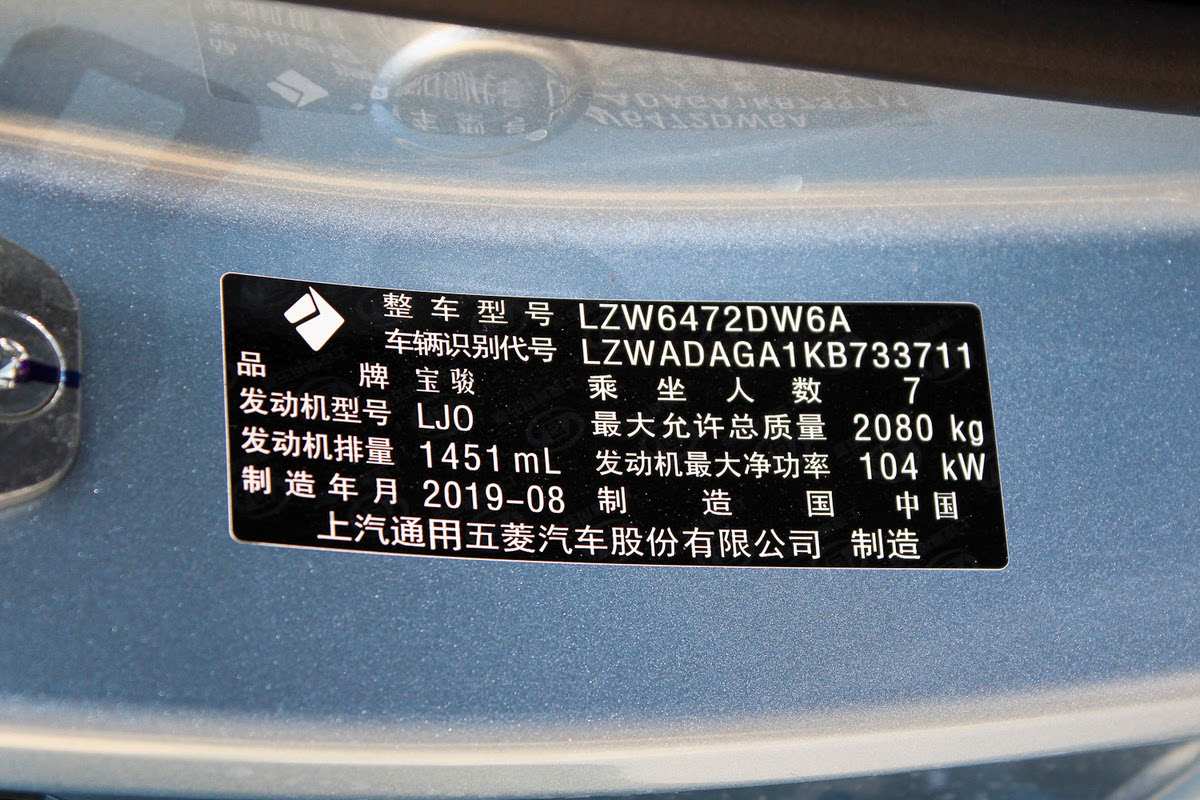 整车型号 LZW6472DW6A
车辆识别代号 LZWADAGA1KB733711
品牌 宝骏 乘坐人数 7
发动机型号 LJO 最大允许总质量 2080 kg
发动机排量 1451 mL 发动机最大净功率 104 kW
制造年月 2019-08 制造国 中国
上汽通用五菱汽车股份有限公司 制造